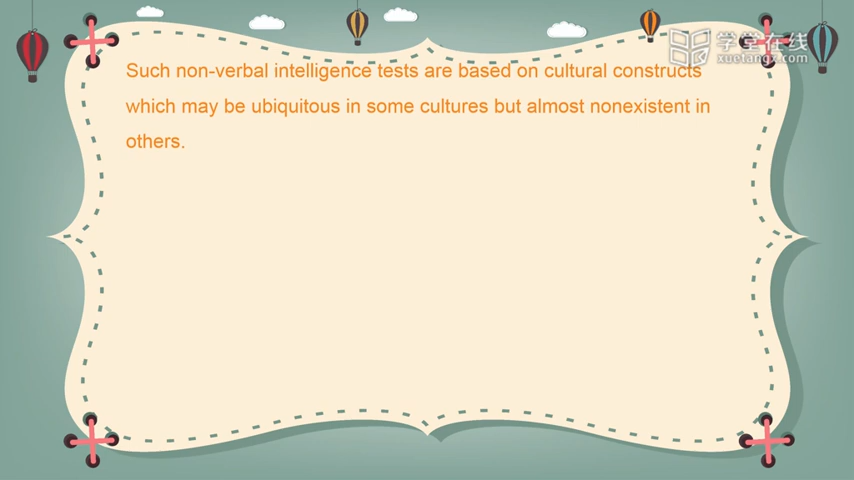 学堂在线
xuetangx.com
Such non-verbal intelligence tests are based on cultural constructs
which may be ubiquitous in some cultures but almost nonexistent in
others.